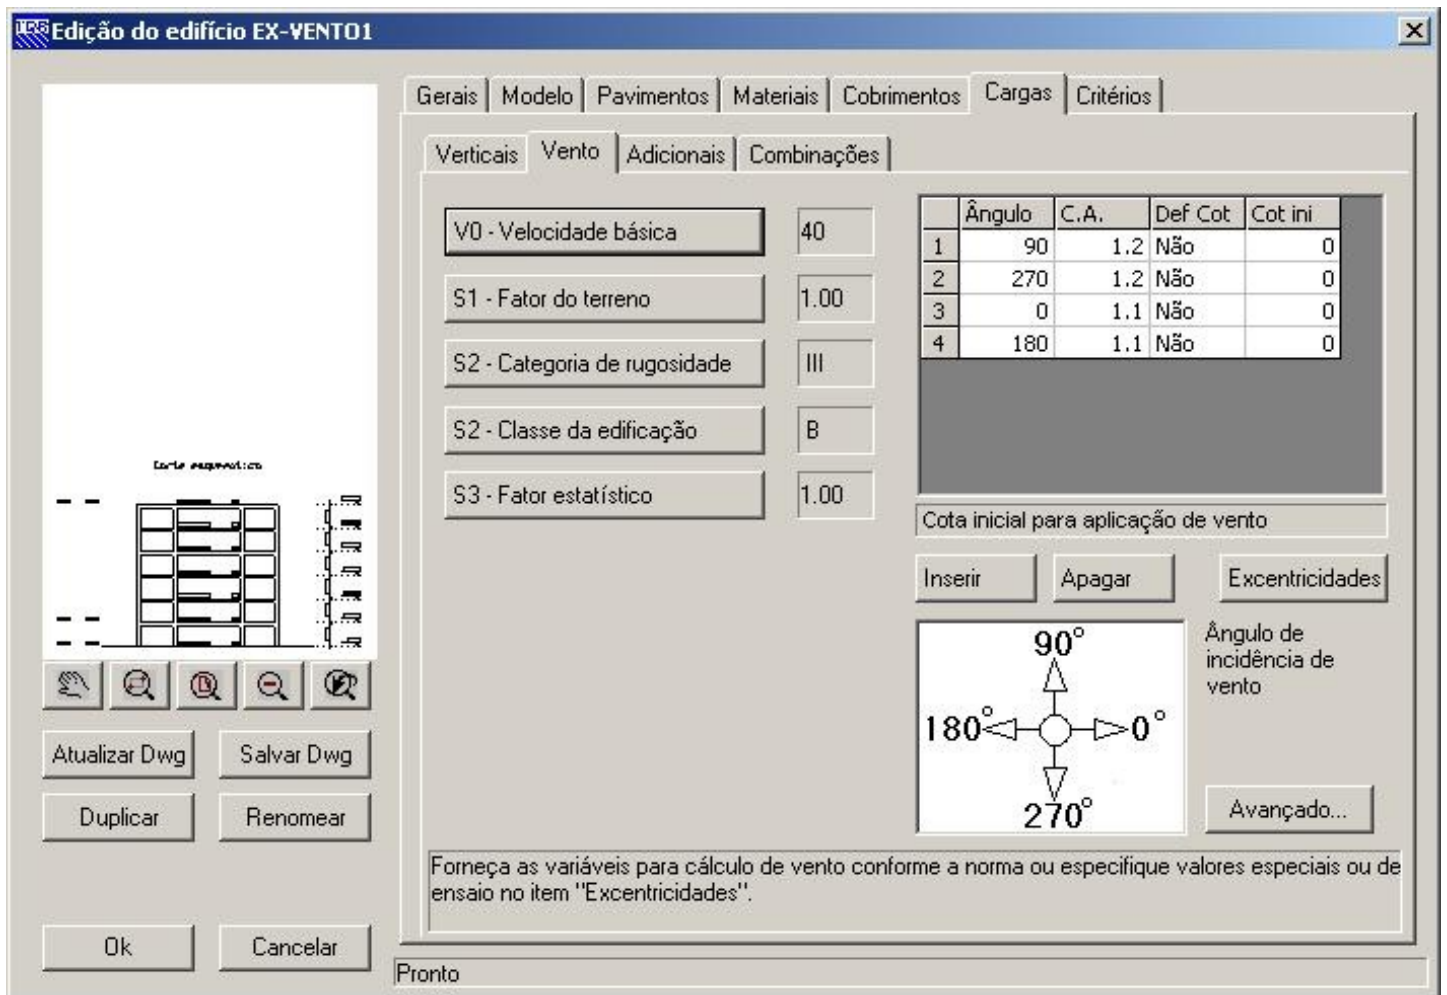 TQS Edição do edifício EX-VENTO1
Gerais Modelo Pavimentos Materiais Cobrimentos Cargas Critérios
Verticais Vento Adicionais Combinações
V0 - Velocidade básica 40
S1 - Fator do terreno 1.00
S2 - Categoria de rugosidade III
S2 - Classe da edificação B
S3 - Fator estatístico 1.00
Ângulo C.A. Def Cot Cot ini
1 90 1.2 Não 0
2 270 1.2 Não 0
3 0 1.1 Não 0
4 180 1.1 Não 0
Cota inicial para aplicação de vento
Inserir Apagar Excentricidades
90°
180° 0°
270°
Ângulo de
incidência de
vento
Avançado...
Corte esquemático
Atualizar Dwg Salvar Dwg
Duplicar Renomear
Forneça as variáveis para cálculo de vento conforme a norma ou especifique valores especiais ou de
ensaio no item "Excentricidades".
Ok Cancelar
Pronto